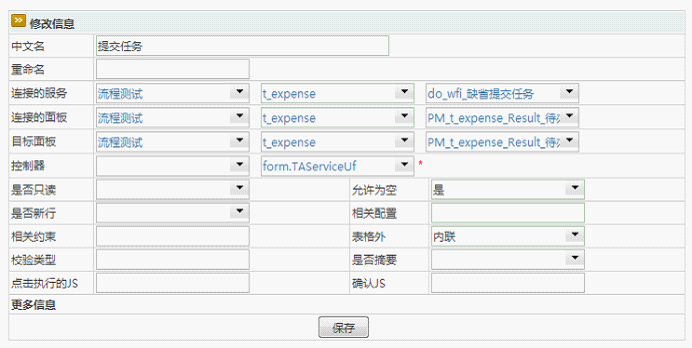 修改信息
中文名 提交任务
重命名
连接的服务 流程测试 t_expense do_wfi_缺省提交任务
连接的面板 流程测试 t_expense PM_t_expense_Result_待
目标面板 流程测试 t_expense PM_t_expense_Result_待
控制器 form.TAServiceUf *
是否只读 允许为空 是
是否新行 相关配置
相关约束 表格外 内联
校验类型 是否摘要
点击执行的JS 确认JS
更多信息
保存